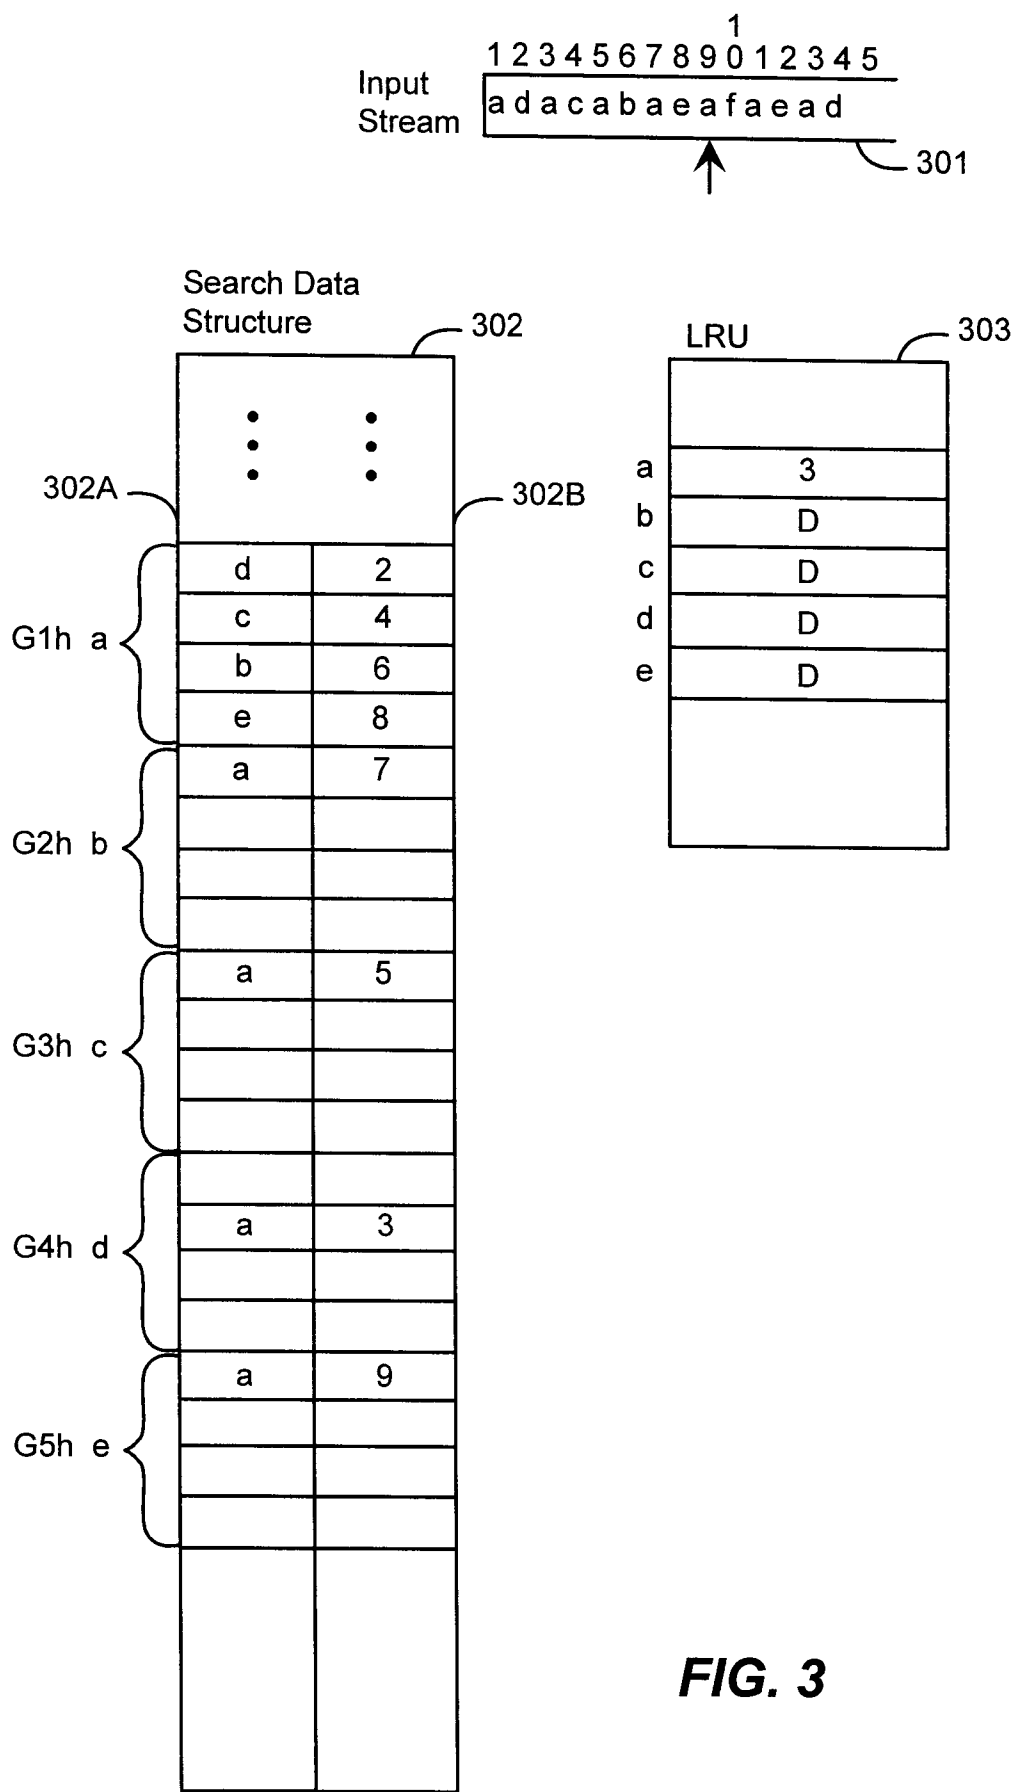 1
1 2 3 4 5 6 7 8 9 0 1 2 3 4 5
Input
Stream
a d a c a b a e a f a e a d
301
Search Data
Structure
302
LRU
303
302A
302B
a 3
b D
c D
d D
e D
G1h a
d 2
c 4
b 6
e 8
G2h b
a 7
G3h c
a 5
G4h d
a 3
G5h e
a 9
FIG. 3